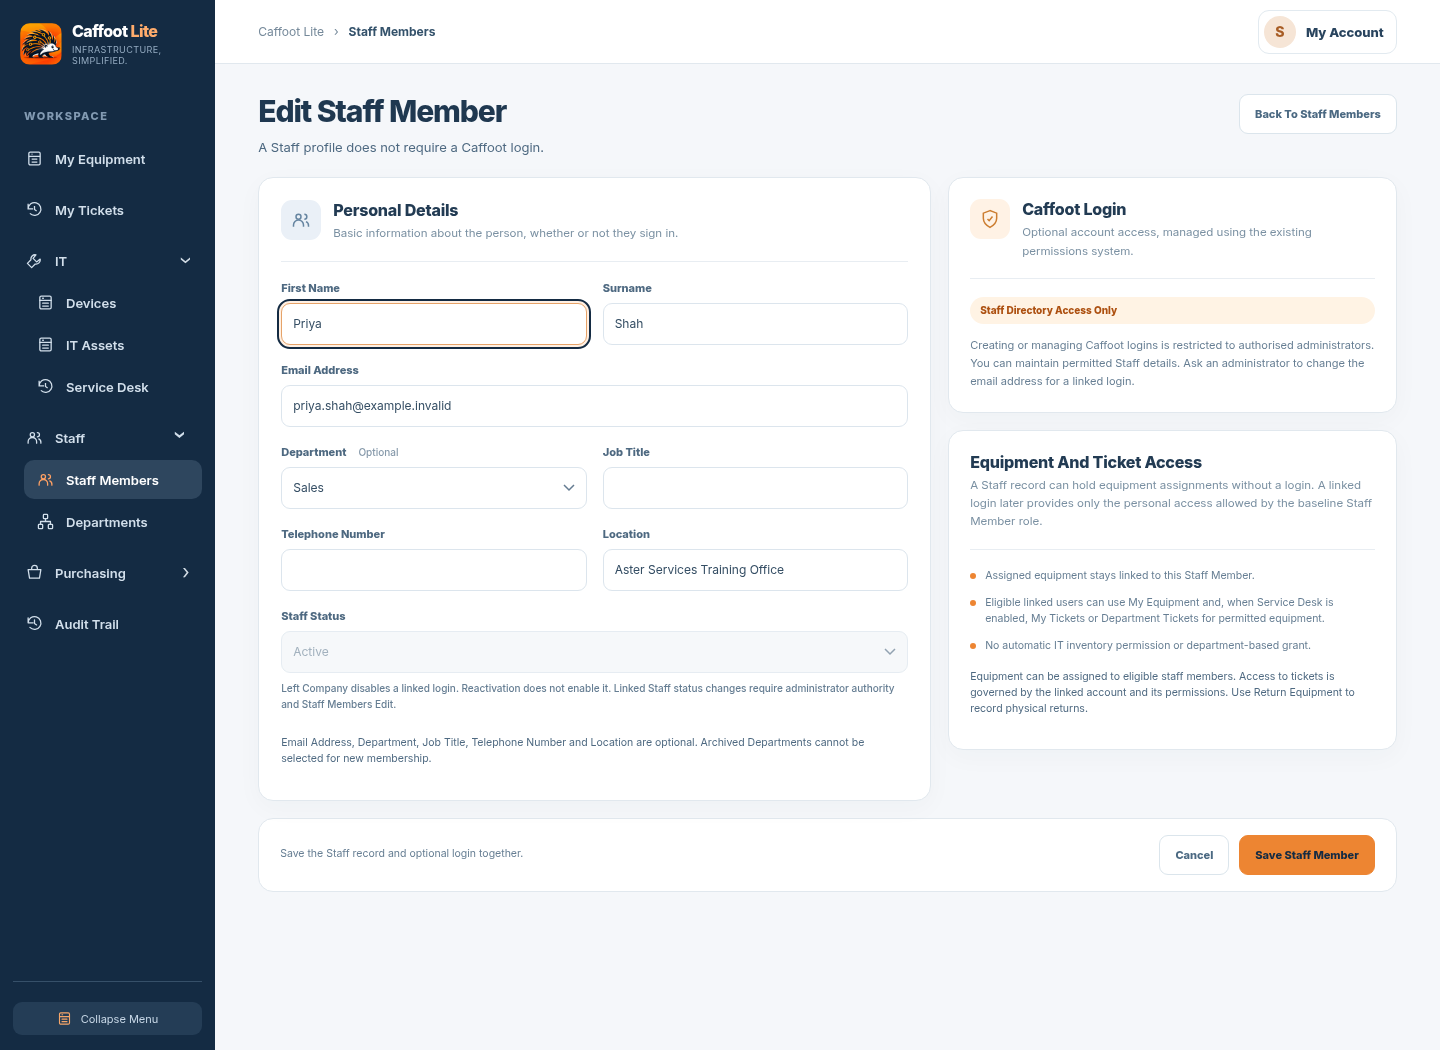 Caffoot Lite
INFRASTRUCTURE,
SIMPLIFIED.
WORKSPACE
My Equipment
My Tickets
IT
Devices
IT Assets
Service Desk
Staff
Staff Members
Departments
Purchasing
Audit Trail
Collapse Menu
Caffoot Lite › Staff Members
S My Account
Edit Staff Member
A Staff profile does not require a Caffoot login.
Back To Staff Members
Personal Details
Basic information about the person, whether or not they sign in.
First Name
Priya
Surname
Shah
Email Address
priya.shah@example.invalid
Department Optional
Sales
Job Title
Telephone Number
Location
Aster Services Training Office
Staff Status
Active
Left Company disables a linked login. Reactivation does not enable it. Linked Staff status changes require administrator authority
and Staff Members Edit.
Email Address, Department, Job Title, Telephone Number and Location are optional. Archived Departments cannot be
selected for new membership.
Caffoot Login
Optional account access, managed using the existing
permissions system.
Staff Directory Access Only
Creating or managing Caffoot logins is restricted to authorised administrators.
You can maintain permitted Staff details. Ask an administrator to change the
email address for a linked login.
Equipment And Ticket Access
A Staff record can hold equipment assignments without a login. A linked
login later provides only the personal access allowed by the baseline Staff
Member role.
Assigned equipment stays linked to this Staff Member.
Eligible linked users can use My Equipment and, when Service Desk is
enabled, My Tickets or Department Tickets for permitted equipment.
No automatic IT inventory permission or department-based grant.
Equipment can be assigned to eligible staff members. Access to tickets is
governed by the linked account and its permissions. Use Return Equipment to
record physical returns.
Save the Staff record and optional login together.
Cancel
Save Staff Member